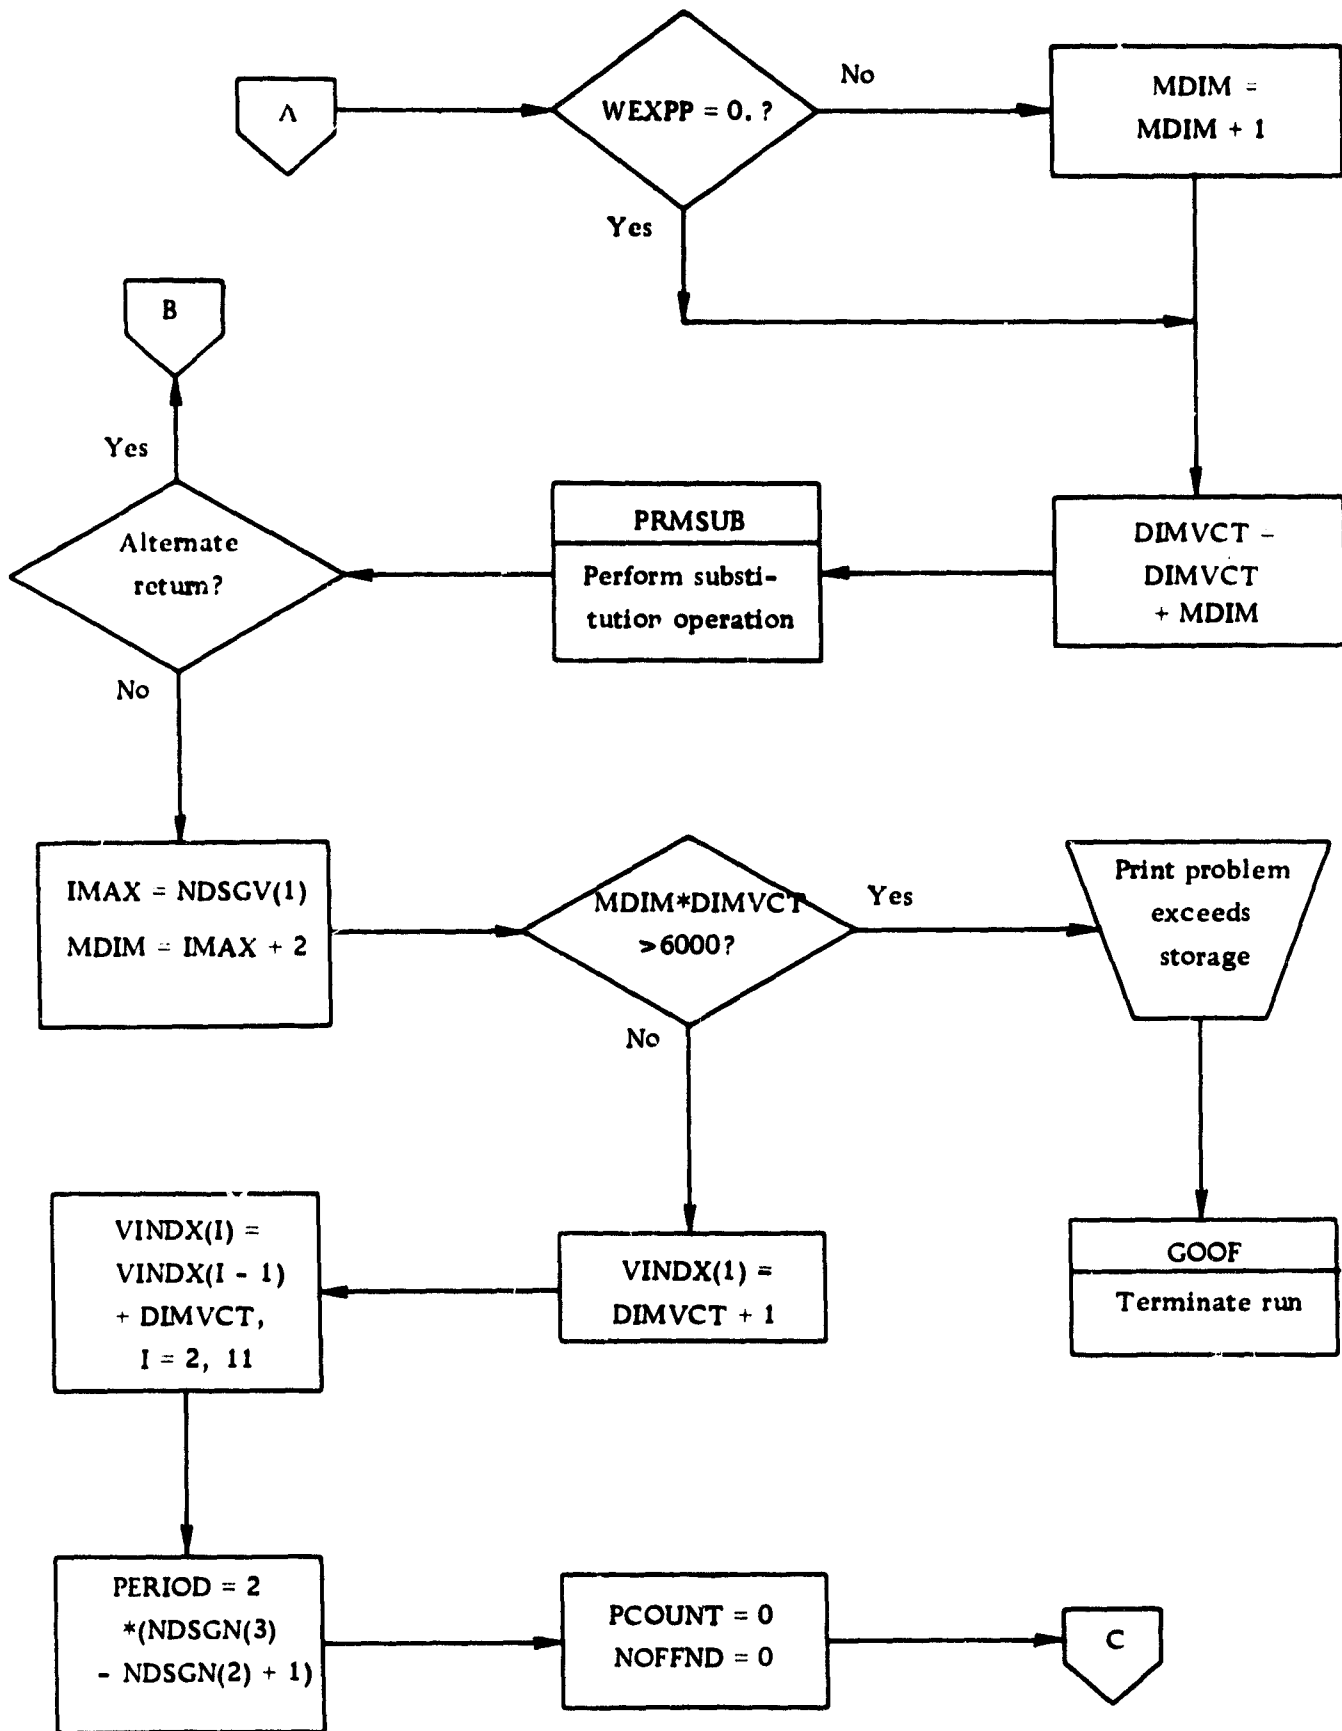 A
WEXPP = 0. ?
No
MDIM =
MDIM + 1
Yes
B
Yes
Alternate
return?
No
PRMSUB
Perform substi-
tution operation
DIMVCT =
DIMVCT
+ MDIM
IMAX = NDSGV(1)
MDIM = IMAX + 2
MDIM*DIMVCT
>6000?
Yes
No
Print problem
exceeds
storage
VINDX(I) =
VINDX(I - 1)
+ DIMVCT,
I = 2, 11
VINDX(1) =
DIMVCT + 1
GOOF
Terminate run
PERIOD = 2
*(NDSGN(3)
- NDSGN(2) + 1)
PCOUNT = 0
NOFFND = 0
C